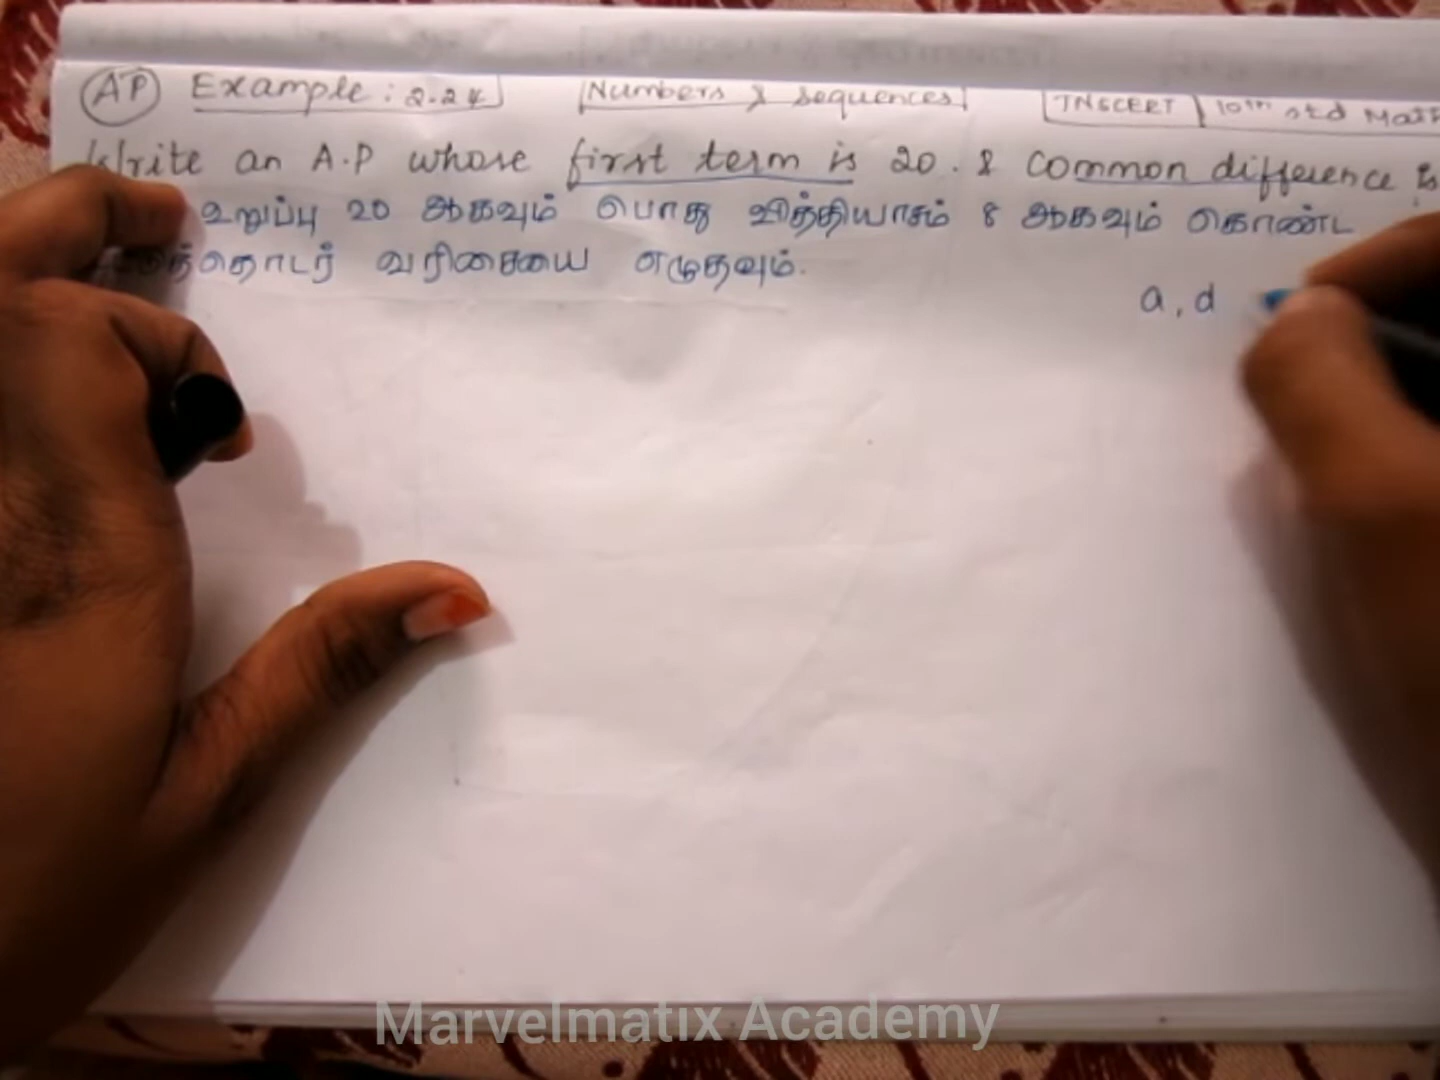 AP Example : 2.24 Numbers & sequences TNSCERT 10th std Math
Write an A.P whose first term is 20 . & Common difference is
உறுப்பு 20 ஆகவும் பொது வித்தியாசம் 8 ஆகவும் கொண்ட
தொடர் வரிசையை எழுதவும்.
a , d
Marvelmatix Academy